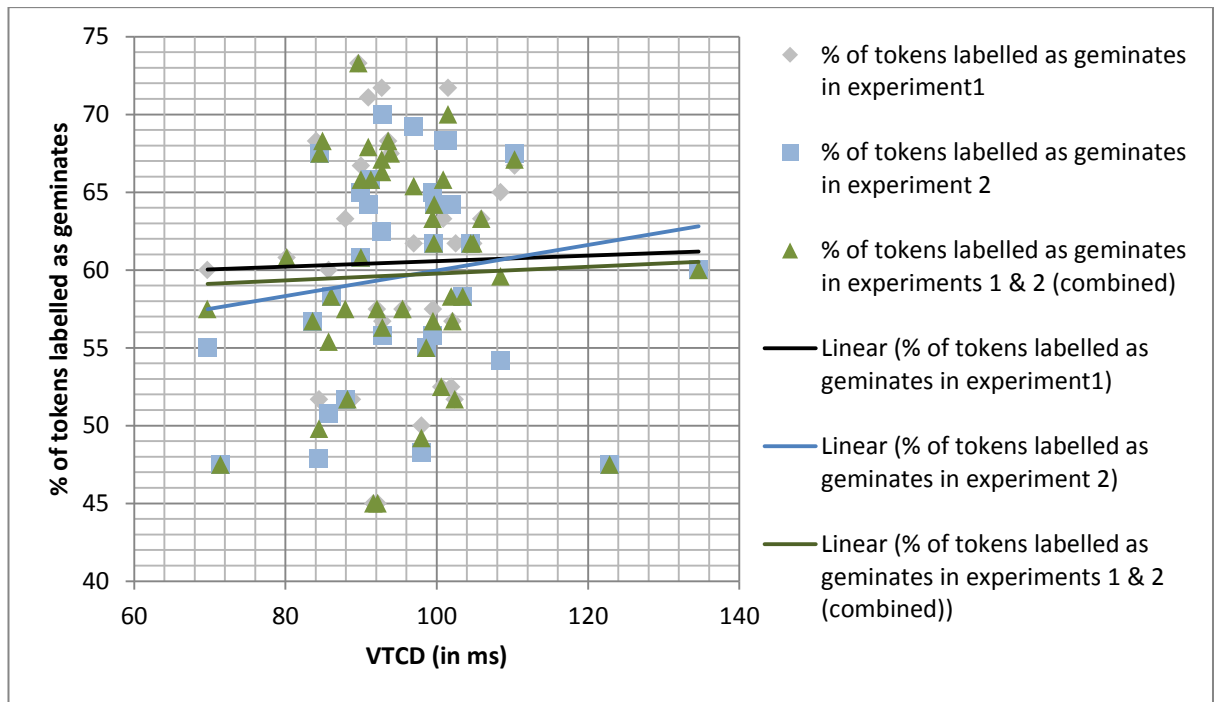 75
70
65
60
55
50
45
40
60
80
100
120
140
% of tokens labelled as geminates
VTCD (in ms)
% of tokens labelled as geminates
in experiment1
% of tokens labelled as geminates
in experiment 2
% of tokens labelled as geminates
in experiments 1 & 2 (combined)
Linear (% of tokens labelled as
geminates in experiment1)
Linear (% of tokens labelled as
geminates in experiment 2)
Linear (% of tokens labelled as
geminates in experiments 1 & 2
(combined))